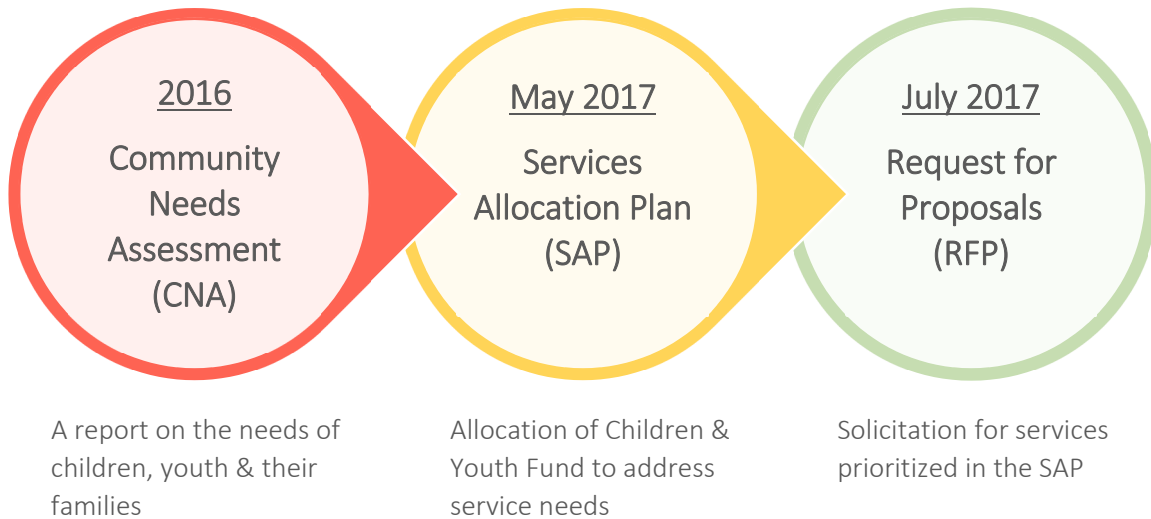 2016
Community
Needs
Assessment
(CNA)
A report on the needs of
children, youth & their
families
May 2017
Services
Allocation Plan
(SAP)
Allocation of Children &
Youth Fund to address
service needs
July 2017
Request for
Proposals
(RFP)
Solicitation for services
prioritized in the SAP